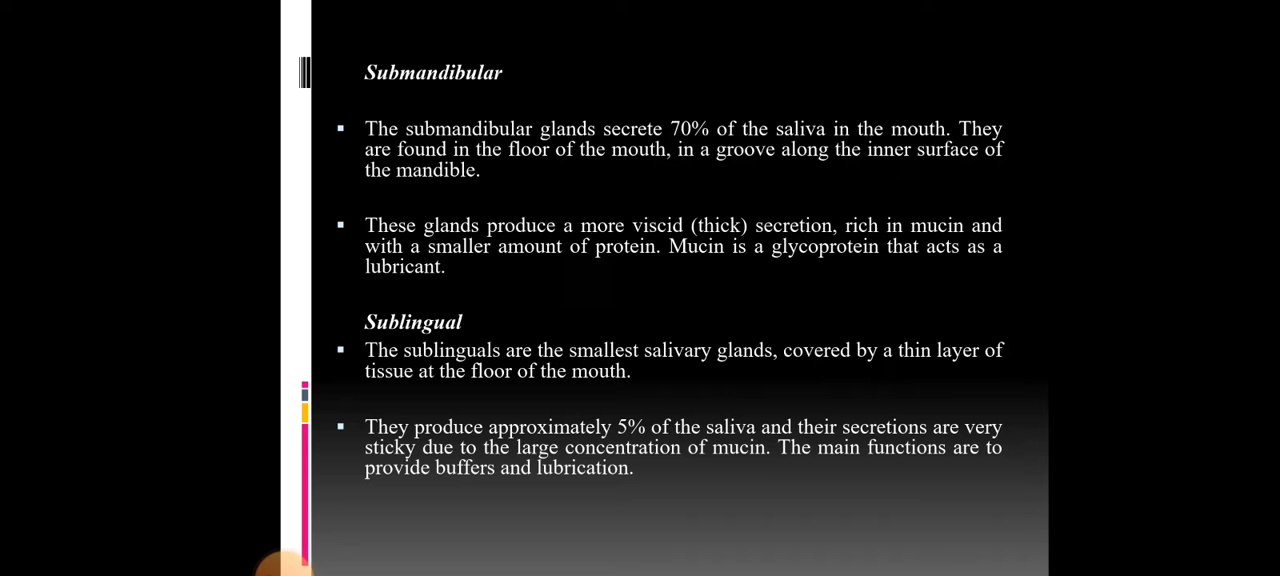 Submandibular
▪ The submandibular glands secrete 70% of the saliva in the mouth. They
are found in the floor of the mouth, in a groove along the inner surface of
the mandible.
▪ These glands produce a more viscid (thick) secretion, rich in mucin and
with a smaller amount of protein. Mucin is a glycoprotein that acts as a
lubricant.
Sublingual
▪ The sublinguals are the smallest salivary glands, covered by a thin layer of
tissue at the floor of the mouth.
▪ They produce approximately 5% of the saliva and their secretions are very
sticky due to the large concentration of mucin. The main functions are to
provide buffers and lubrication.